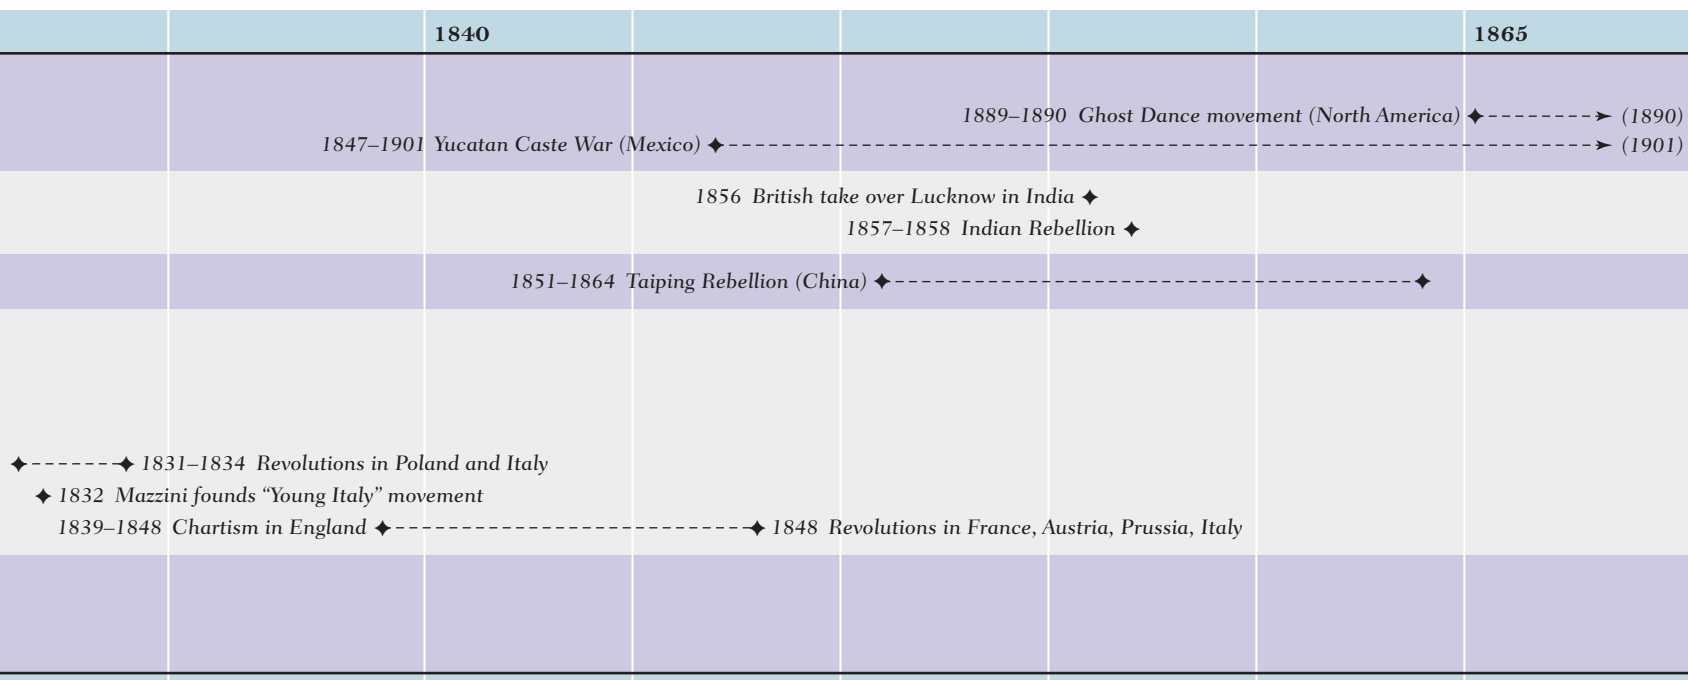 1840 1865
1889–1890 Ghost Dance movement (North America) (1890)
1847–1901 Yucatan Caste War (Mexico) (1901)
1856 British take over Lucknow in India
1857–1858 Indian Rebellion
1851–1864 Taiping Rebellion (China)
1831–1834 Revolutions in Poland and Italy
1832 Mazzini founds “Young Italy” movement
1839–1848 Chartism in England 1848 Revolutions in France, Austria, Prussia, Italy